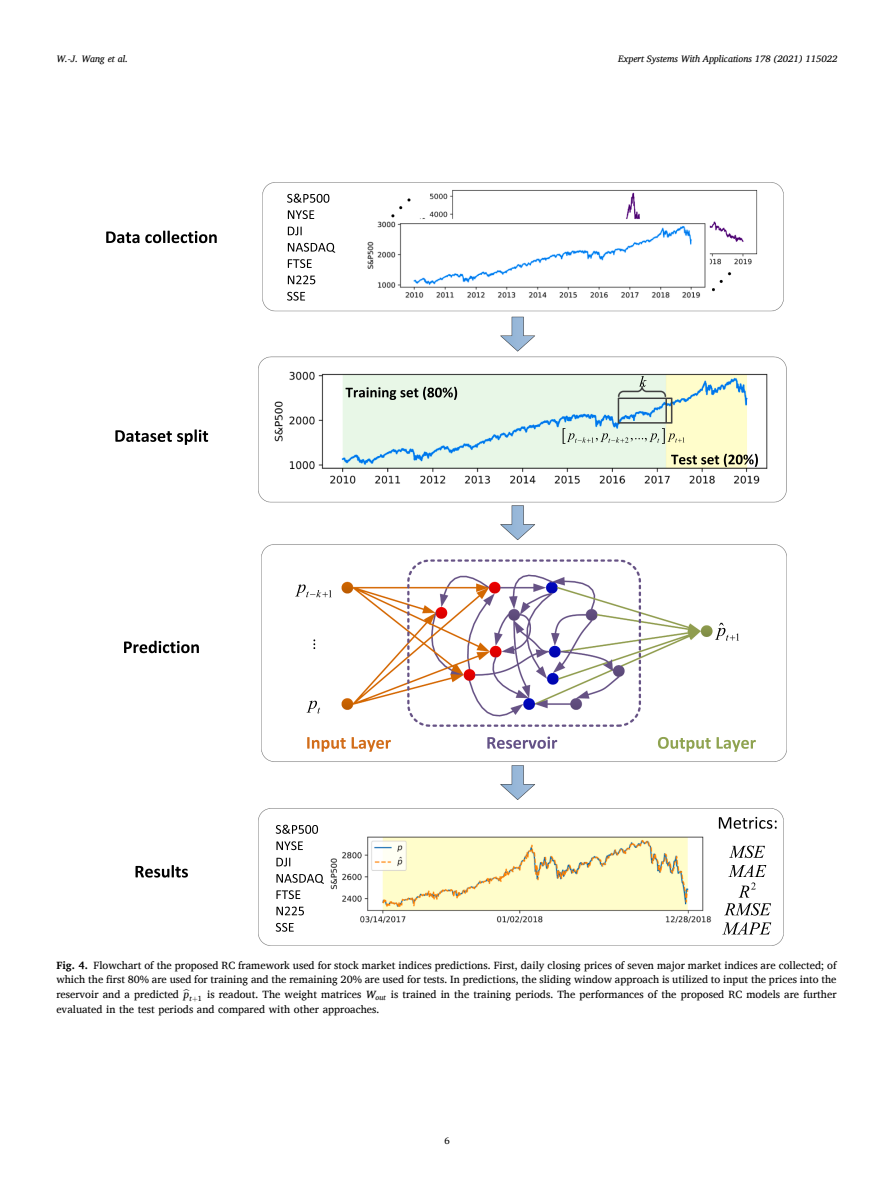 W.-J. Wang et al.
Expert Systems With Applications 178 (2021) 115022
Data collection
S&P500
NYSE
DJI
NASDAQ
FTSE
N225
SSE
5000
4000
3000
2000
1000
S&P500
2010 2011 2012 2013 2014 2015 2016 2017 2018 2019
018 2019
Dataset split
3000
2000
1000
S&P500
Training set (80%)
k
[p_{t−k+1}, p_{t−k+2}, ..., p_t] p_{t+1}
Test set (20%)
2010 2011 2012 2013 2014 2015 2016 2017 2018 2019
Prediction
p_{t−k+1}
⋮
p_t
p̂_{t+1}
Input Layer
Reservoir
Output Layer
Results
S&P500
NYSE
DJI
NASDAQ
FTSE
N225
SSE
S&P500
2800
2600
2400
p
p̂
03/14/2017 01/02/2018 12/28/2018
Metrics:
MSE
MAE
R²
RMSE
MAPE
Fig. 4. Flowchart of the proposed RC framework used for stock market indices predictions. First, daily closing prices of seven major market indices are collected; of
which the first 80% are used for training and the remaining 20% are used for tests. In predictions, the sliding window approach is utilized to input the prices into the
reservoir and a predicted p̂_{t+1} is readout. The weight matrices W_{out} is trained in the training periods. The performances of the proposed RC models are further
evaluated in the test periods and compared with other approaches.
6